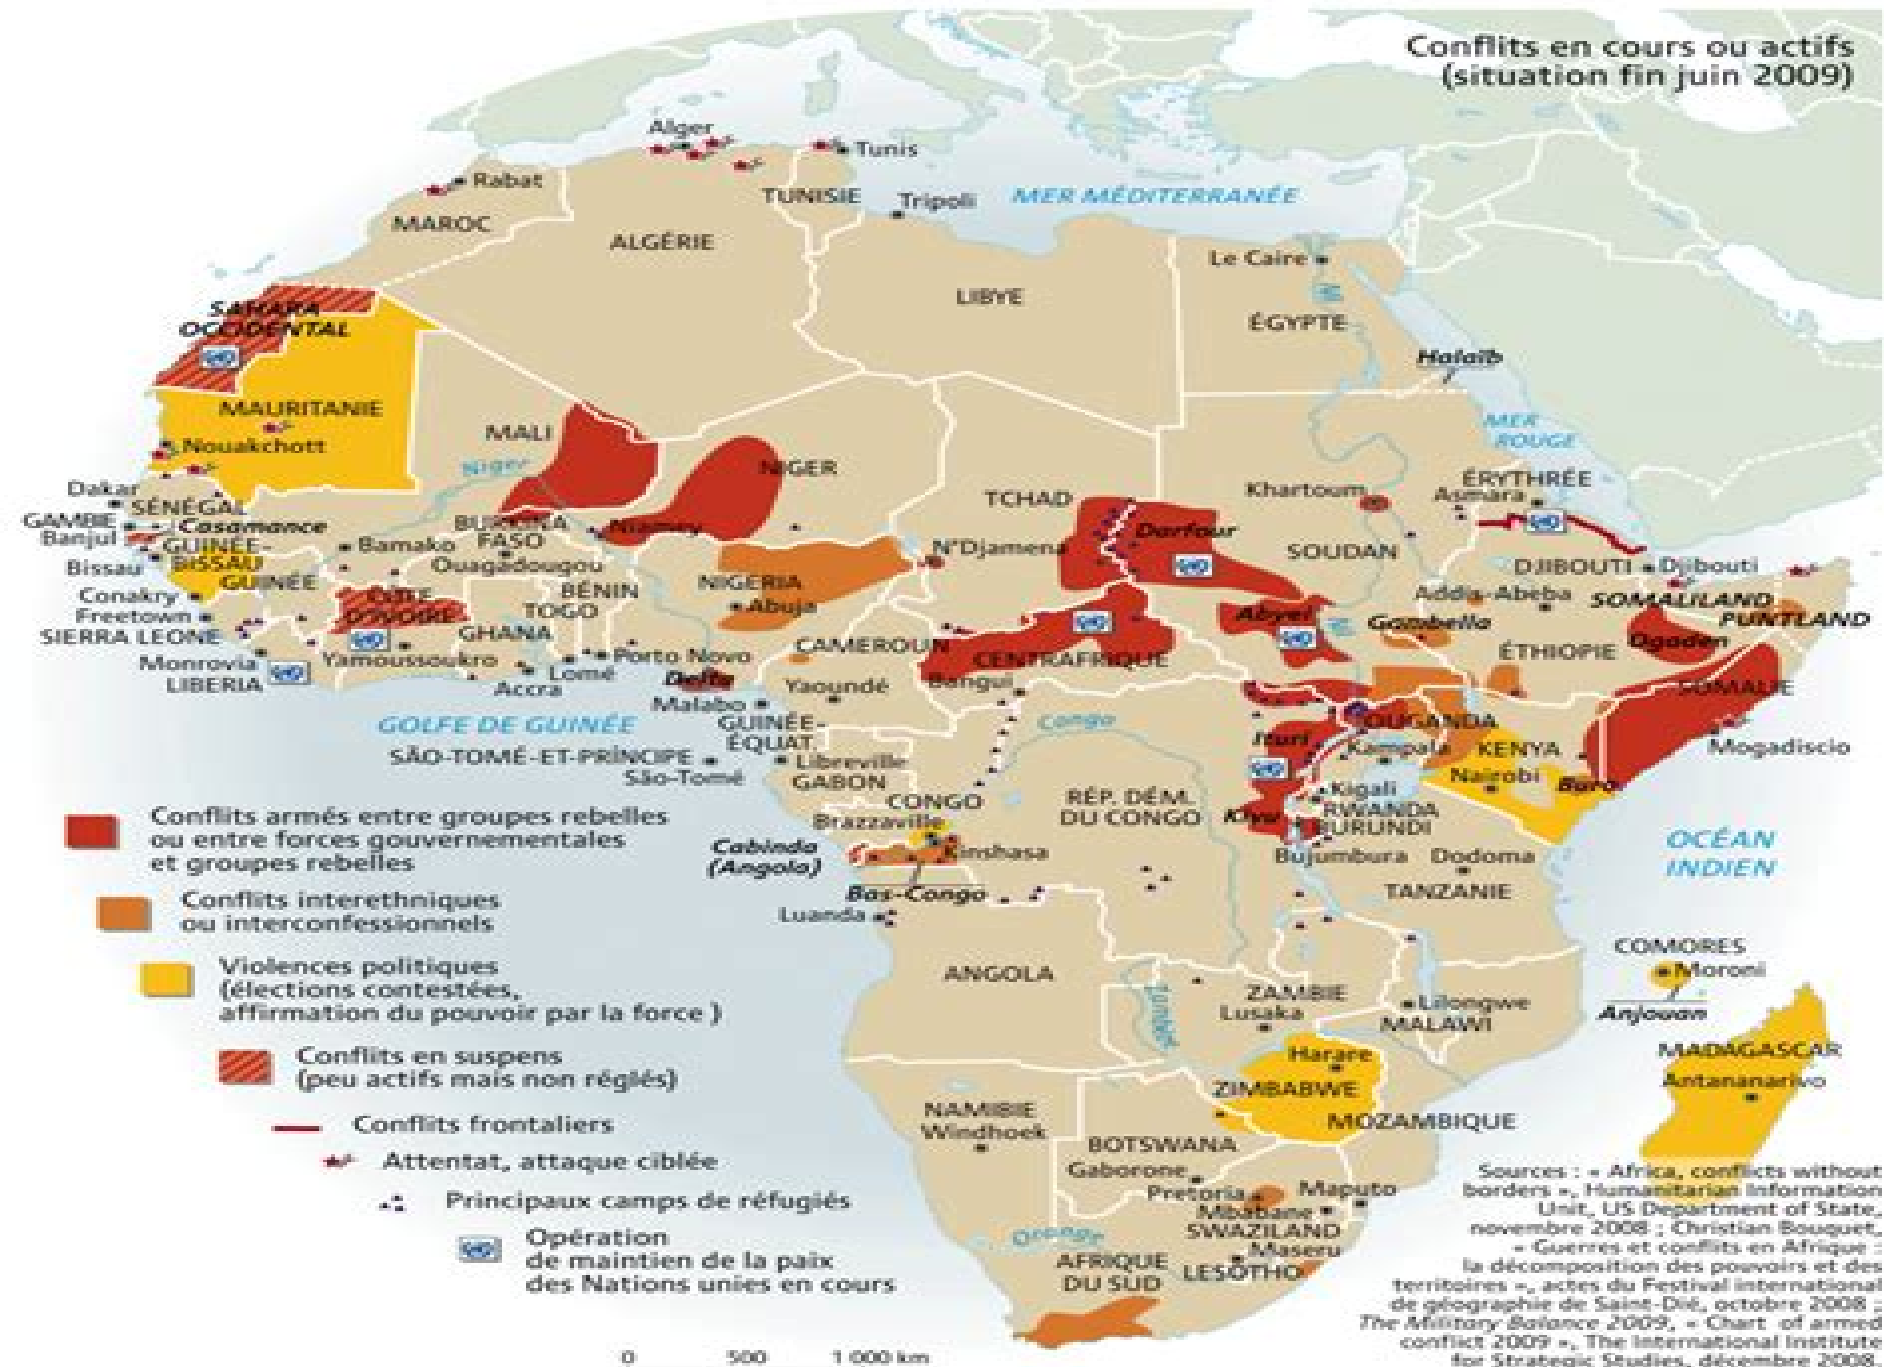 Conflits en cours ou actifs
(situation fin juin 2009)
Alger
Tunis
Rabat
TUNISIE
Tripoli
MER MÉDITERRANÉE
MAROC
ALGÉRIE
Le Caire
LIBYE
ÉGYPTE
SAHARA
OCCIDENTAL
Halaïb
MAURITANIE
MALI
MER
ROUGE
Nouakchott
Niger
NIGER
Dakar
SÉNÉGAL
TCHAD
Khartoum
ÉRYTHRÉE
Asmara
GAMBIE
Banjul
Casamance
BURKINA
FASO
Niamey
Darfour
GUINÉE-
BISSAU
Bissau
Bamako
Ouagadougou
N'Djamena
SOUDAN
DJIBOUTI
Djibouti
GUINÉE
BÉNIN
NIGERIA
Conakry
CÔTE
D'IVOIRE
TOGO
Abuja
Addis-Abeba
SOMALILAND
Freetown
SIERRA LEONE
GHANA
Abyei
Gambella
PUNTLAND
Ogaden
CAMEROUN
CENTRAFRIQUE
ÉTHIOPIE
Monrovia
LIBERIA
Yamoussoukro
Porto Novo
Lomé
Accra
Delta
Yaoundé
Bangui
SOMALIE
Malabo
GOLFE DE GUINÉE
GUINÉE-
ÉQUAT.
Congo
OUGANDA
Ituri
Kampala
KENYA
Mogadiscio
SÃO-TOMÉ-ET-PRÍNCIPE
São-Tomé
Libreville
GABON
Nairobi
CONGO
RÉP. DÉM.
DU CONGO
Kigali
RWANDA
BURUNDI
Brazzaville
Kinshasa
Cabinda
(Angola)
Bujumbura
Dodoma
OCÉAN
INDIEN
Bas-Congo
TANZANIE
Luanda
COMORES
Moroni
ANGOLA
ZAMBIE
Lusaka
Lilongwe
MALAWI
Anjouan
Harare
MADAGASCAR
Antananarivo
ZIMBABWE
MOZAMBIQUE
NAMIBIE
Windhoek
BOTSWANA
Gaborone
Pretoria
Maputo
Mbabane
SWAZILAND
Orange
Maseru
AFRIQUE
DU SUD
LESOTHO
Conflits armés entre groupes rebelles
ou entre forces gouvernementales
et groupes rebelles
Conflits interethniques
ou interconfessionnels
Violences politiques
(élections contestées,
affirmation du pouvoir par la force )
Conflits en suspens
(peu actifs mais non réglés)
Conflits frontaliers
Attentat, attaque ciblée
Principaux camps de réfugiés
Opération
de maintien de la paix
des Nations unies en cours
0 500 1 000 km
Sources : « Africa, conflicts without
borders », Humanitarian Information
Unit, US Department of State,
novembre 2008 ; Christian Bouquet,
« Guerres et conflits en Afrique :
la décomposition des pouvoirs et des
territoires », actes du Festival international
de géographie de Saint-Dié, octobre 2008 ;
The Military Balance 2009, « Chart of armed
conflict 2009 », The International Institute
for Strategic Studies, décembre 2008.